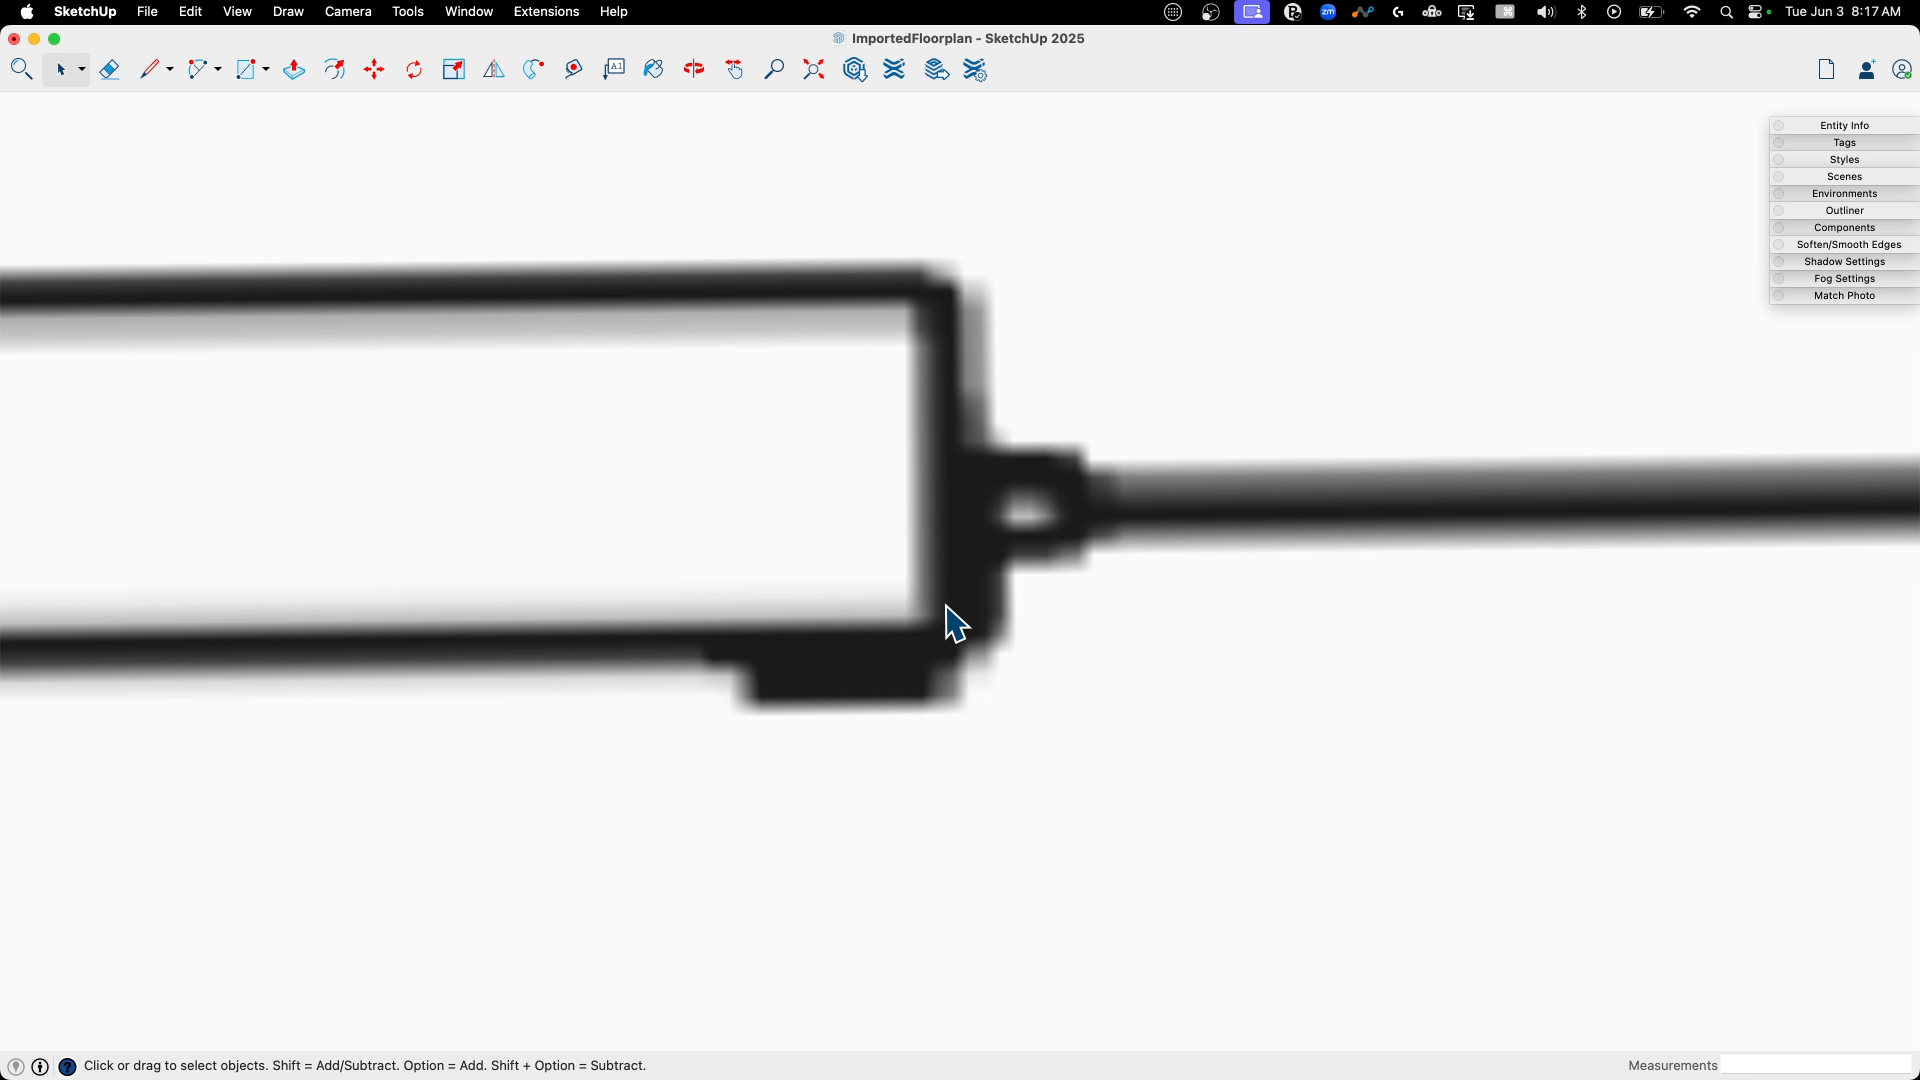 SketchUp File Edit View Draw Camera Tools Window Extensions Help zm Tue Jun 3 8:17 AM
ImportedFloorplan - SketchUp 2025
A1
Entity Info
Tags
Styles
Scenes
Environments
Outliner
Components
Soften/Smooth Edges
Shadow Settings
Fog Settings
Match Photo
Click or drag to select objects. Shift = Add/Subtract. Option = Add. Shift + Option = Subtract. Measurements